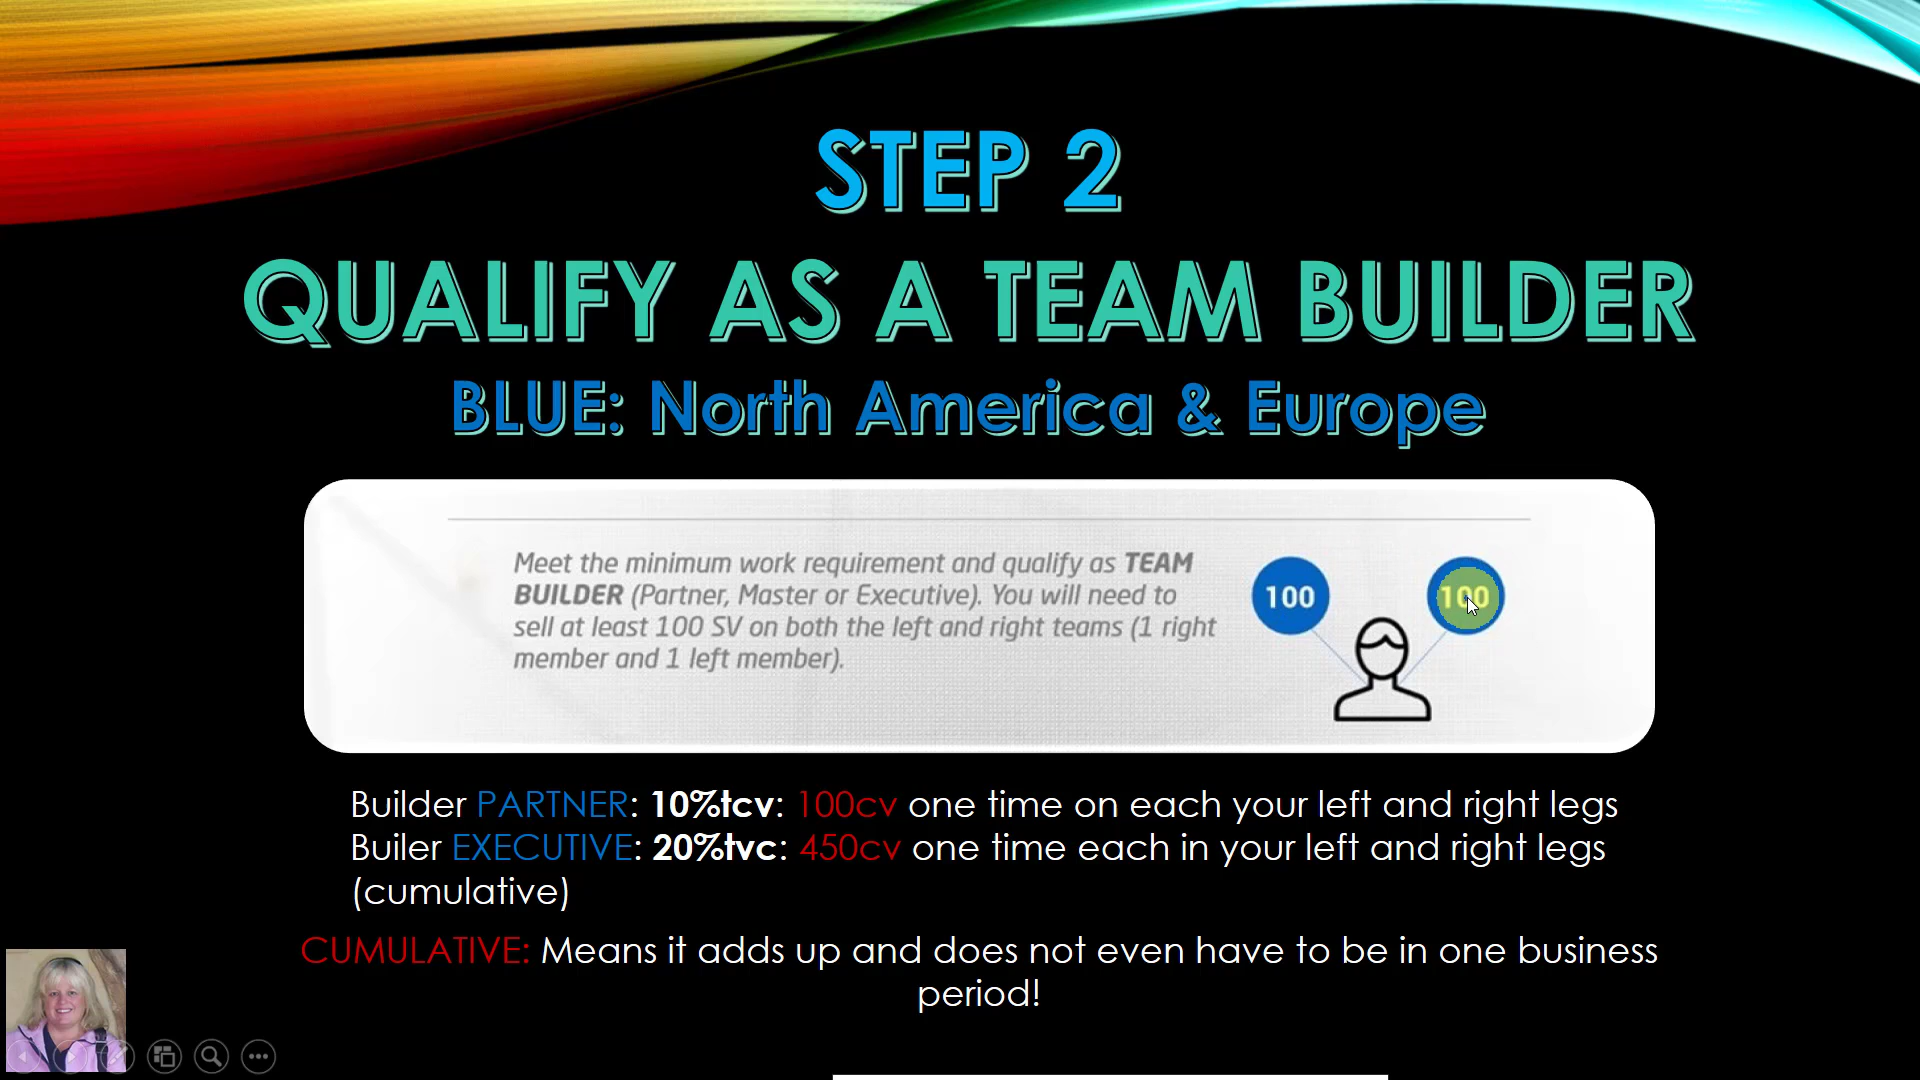 STEP 2
QUALIFY AS A TEAM BUILDER
BLUE: North America & Europe
Meet the minimum work requirement and qualify as TEAM
BUILDER (Partner, Master or Executive). You will need to
sell at least 100 SV on both the left and right teams (1 right
member and 1 left member).
100
100
Builder PARTNER: 10%tcv: 100cv one time on each your left and right legs
Builer EXECUTIVE: 20%tvc: 450cv one time each in your left and right legs
(cumulative)
CUMULATIVE: Means it adds up and does not even have to be in one business
period!